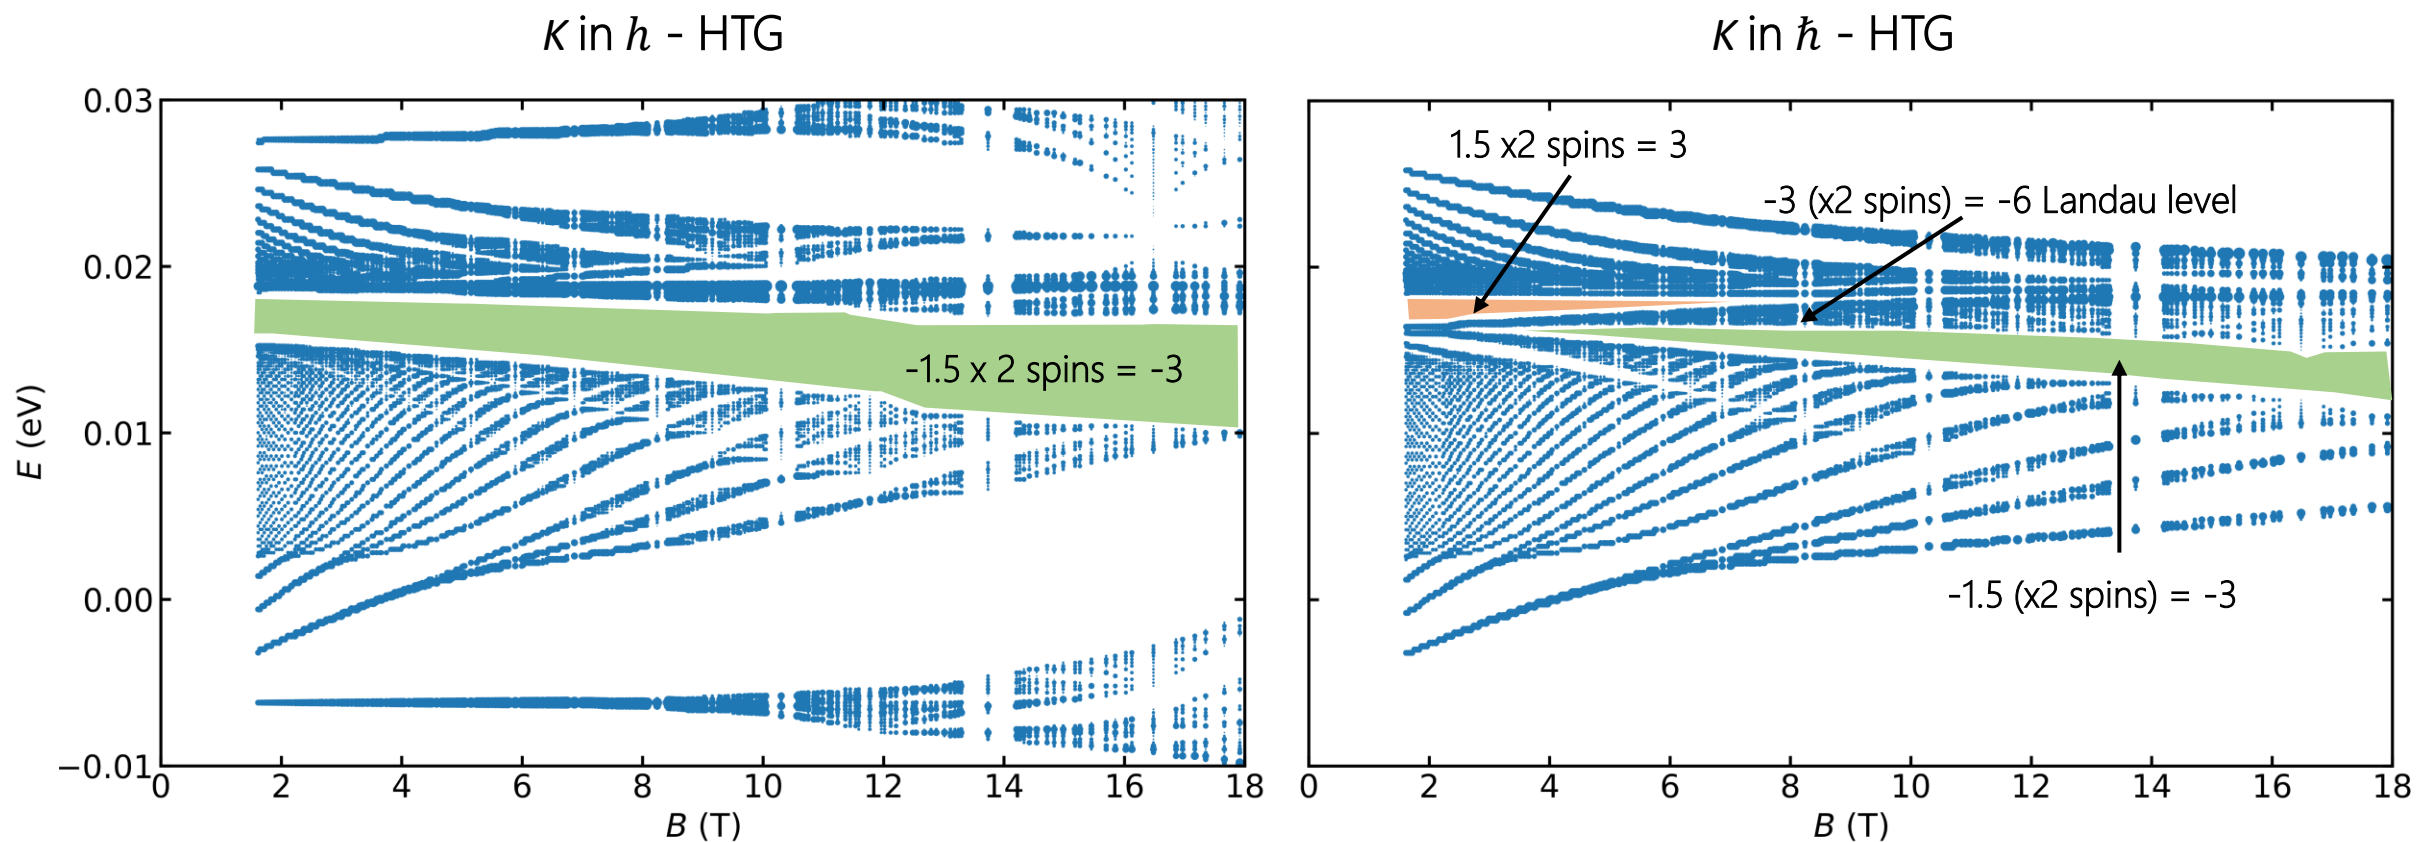 K in h - HTG
K in ħ - HTG
0.03
0.02
0.01
0.00
−0.01
E (eV)
-1.5 x 2 spins = -3
1.5 x2 spins = 3
-3 (x2 spins) = -6 Landau level
-1.5 (x2 spins) = -3
0 2 4 6 8 10 12 14 16 18
0 2 4 6 8 10 12 14 16 18
B (T)
B (T)